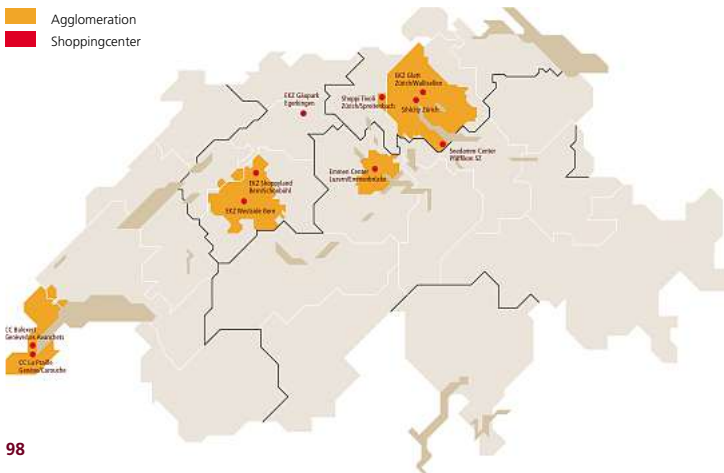 Agglomeration
Shoppingcenter
EKZ Glatt
Zürich/Wallisellen
Sihlcity Zürich
EKZ Gäupark
Egerkingen
Shoppi Tivoli
Zürich/Spreitenbach
Seedamm Center
Pfäffikon SZ
Emmen Center
Luzern/Emmenbrücke
EKZ Shoppyland
Bern/Schönbühl
EKZ Westside Bern
CC Balexert
Genève/les Avanchets
CC La Praille
Genève/Carouche
98